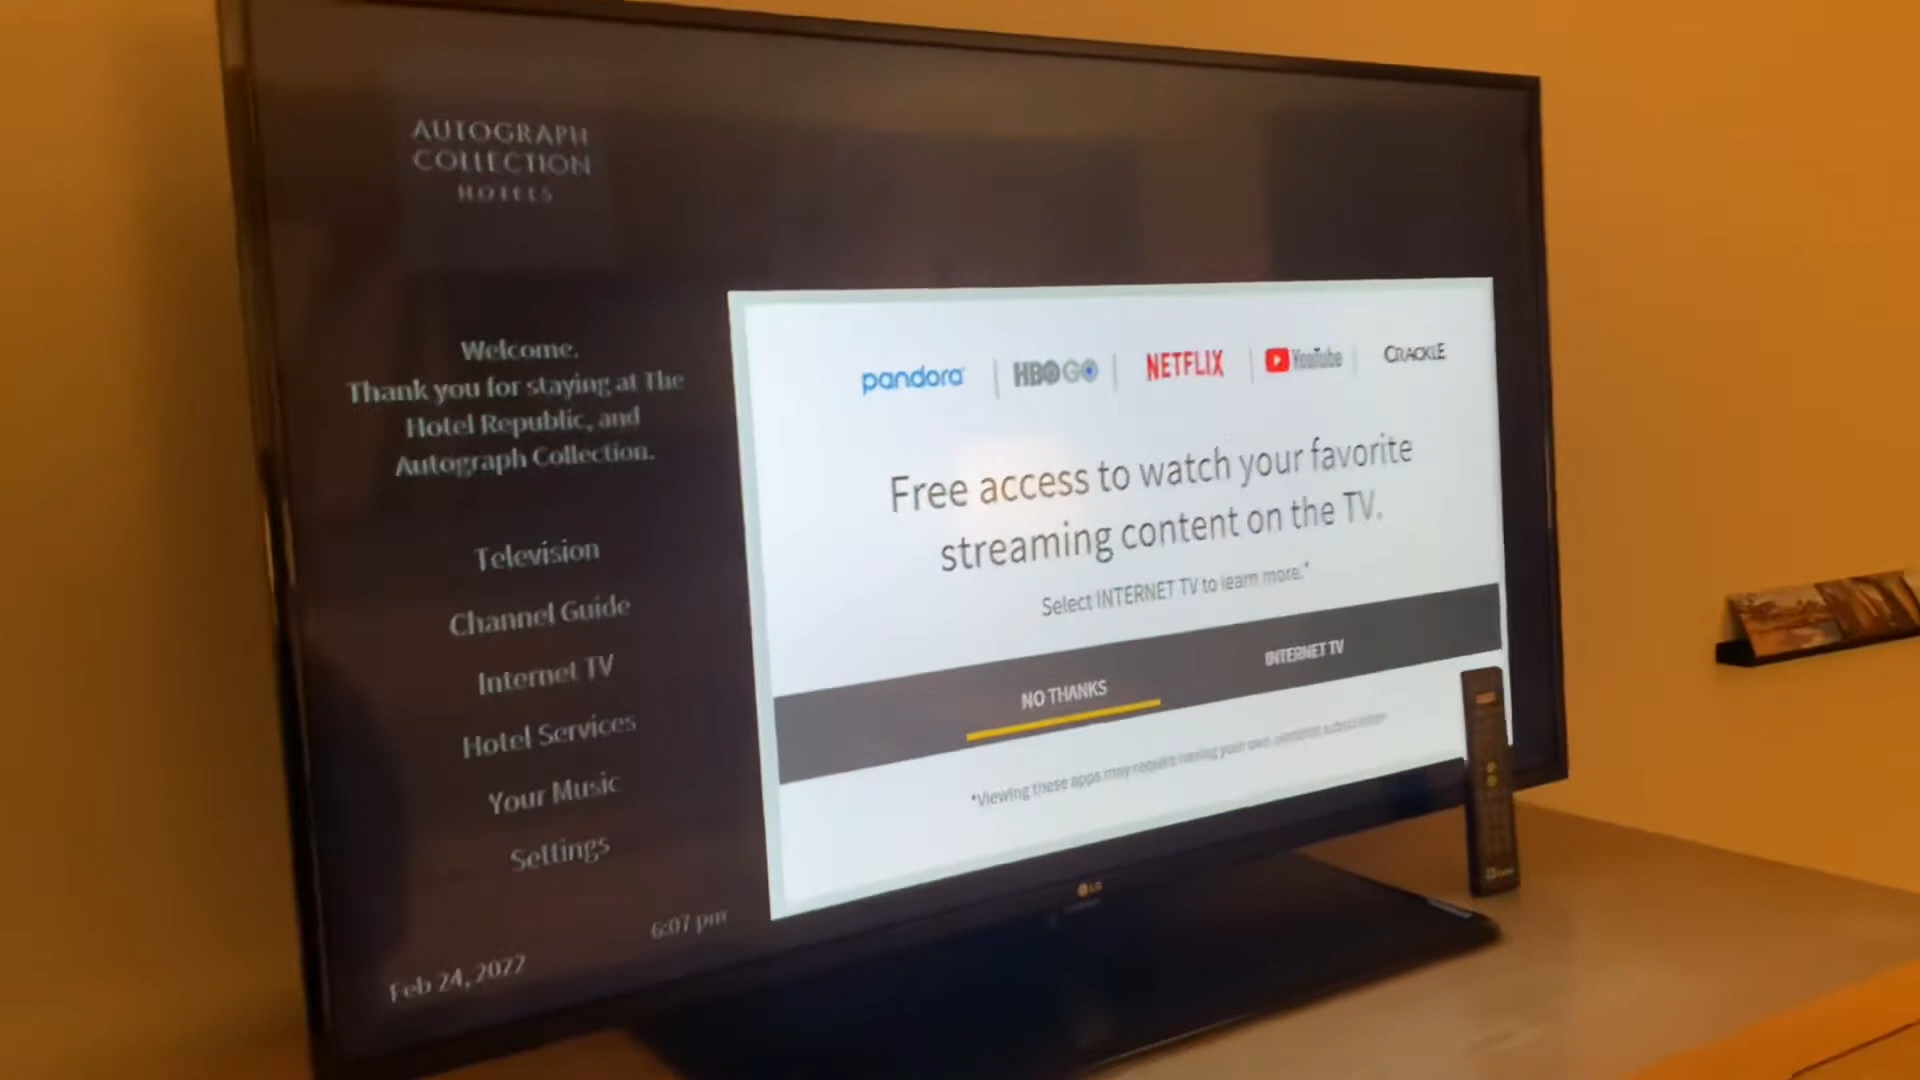 AUTOGRAPH
COLLECTION
HOTELS
Welcome.
Thank you for staying at The
Hotel Republic, and
Autograph Collection.
Television
Channel Guide
Internet TV
Hotel Services
Your Music
Settings
6:07 pm
Feb 24, 2022
pandora
HBO GO
NETFLIX
YouTube
CRACKLE
Free access to watch your favorite
streaming content on the TV.
Select INTERNET TV to learn more.*
NO THANKS
INTERNET TV
*Viewing these apps may require having your own
LG